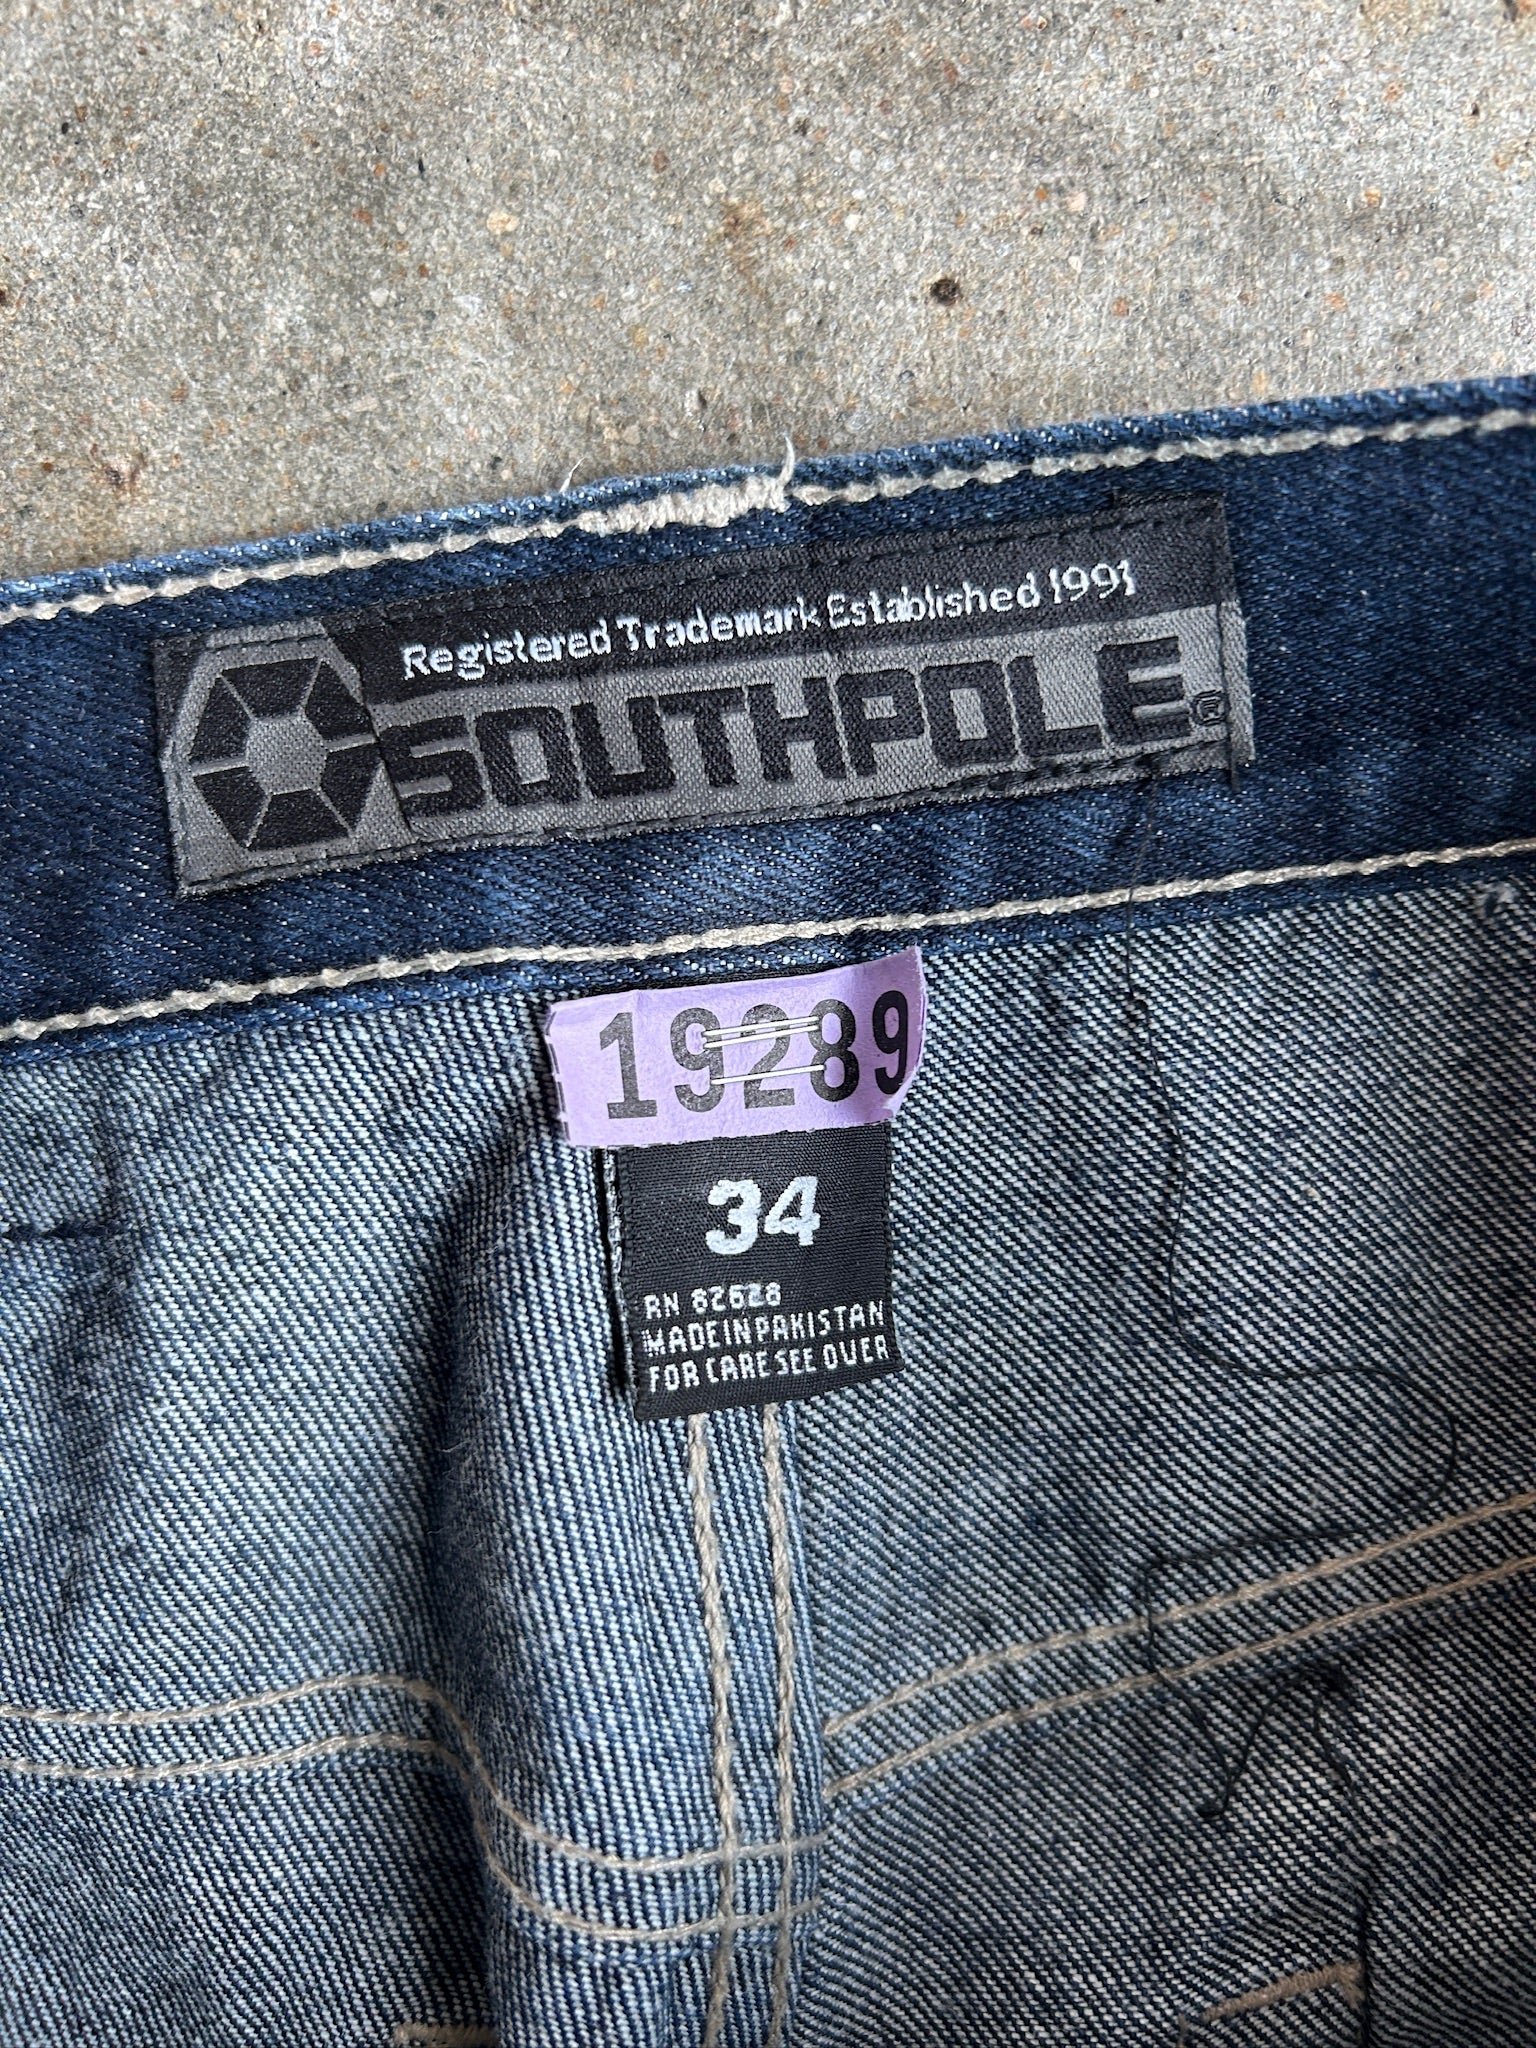 Registered Trademark Established 1991
SOUTHPOLE®
19289
34
RN 82628
MADE IN PAKISTAN
FOR CARE SEE OVER